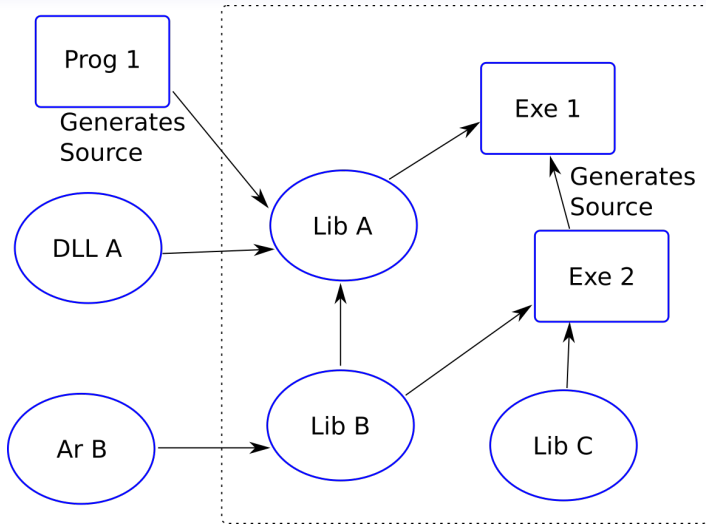 Prog 1
Generates
Source
Exe 1
Generates
Source
DLL A
Lib A
Exe 2
Ar B
Lib B
Lib C